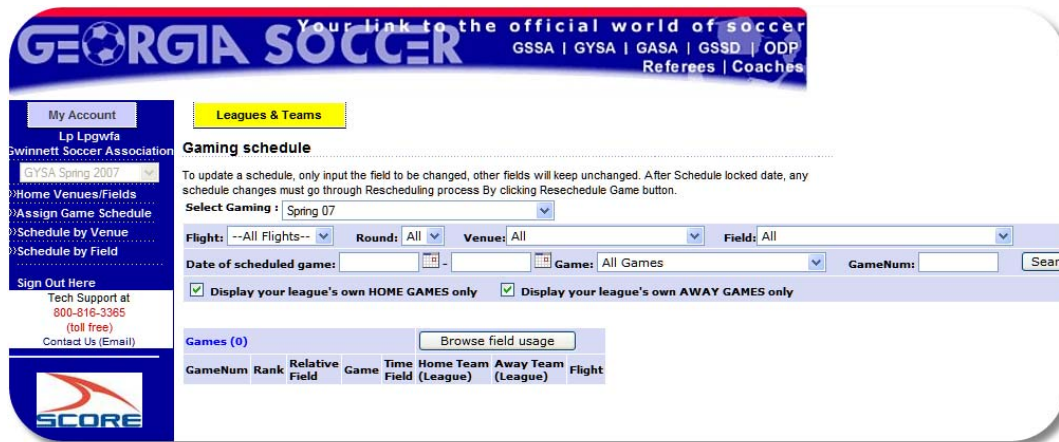 Your link to the official world of soccer
GEORGIA SOCCER
GSSA | GYSA | GASA | GSSD | ODP
Referees | Coaches
My Account
Leagues & Teams
Lp Lpgwfa
Gwinnett Soccer Association
GYSA Spring 2007
»Home Venues/Fields
»Assign Game Schedule
»Schedule by Venue
»Schedule by Field
Sign Out Here
Tech Support at
800-816-3365
(toll free)
Contact Us (Email)
SCORE
Gaming schedule
To update a schedule, only input the field to be changed, other fields will keep unchanged. After Schedule locked date, any
schedule changes must go through Rescheduling process By clicking Resechedule Game button.
Select Gaming : Spring 07
Flight: --All Flights-- Round: All Venue: All Field: All
Date of scheduled game: - Game: All Games GameNum: Sear
Display your league's own HOME GAMES only Display your league's own AWAY GAMES only
Games (0) Browse field usage
GameNum Rank Relative Field Game Time Field Home Team (League) Away Team (League) Flight